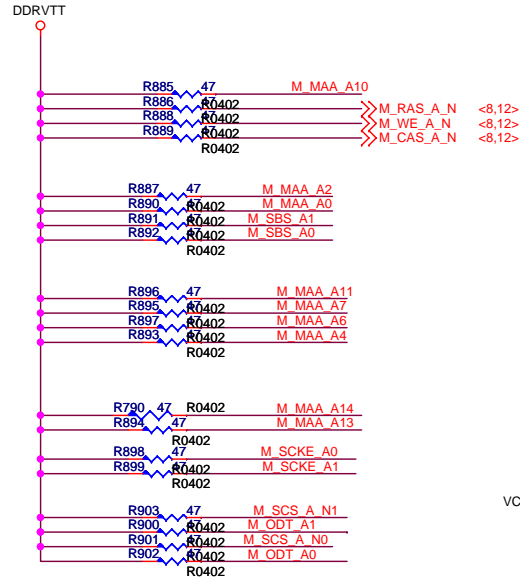 DDRVTT
R885 47 M_MAA_A10
R886 47 R0402 M_RAS_A_N <8,12>
R888 47 R0402 M_WE_A_N <8,12>
R889 47 R0402 M_CAS_A_N <8,12>
R0402
R887 47 M_MAA_A2
R890 47 R0402 M_MAA_A0
R891 47 R0402 M_SBS_A1
R892 47 R0402 M_SBS_A0
R0402
R896 47 M_MAA_A11
R895 47 R0402 M_MAA_A7
R897 47 R0402 M_MAA_A6
R893 47 R0402 M_MAA_A4
R0402
R790 47 R0402 M_MAA_A14
R894 47 M_MAA_A13
R0402
R898 47 M_SCKE_A0
R899 47 R0402 M_SCKE_A1
R0402
VC
R903 47 M_SCS_A_N1
R900 47 R0402 M_ODT_A1
R901 47 R0402 M_SCS_A_N0
R902 47 R0402 M_ODT_A0
R0402